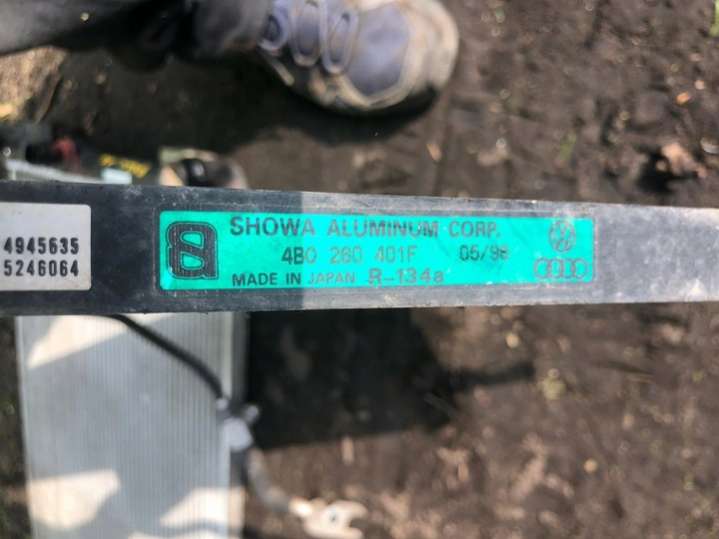 4945635
5246064
SHOWA ALUMINUM CORP.
4B0 260 401F 05/98
MADE IN JAPAN R-134a